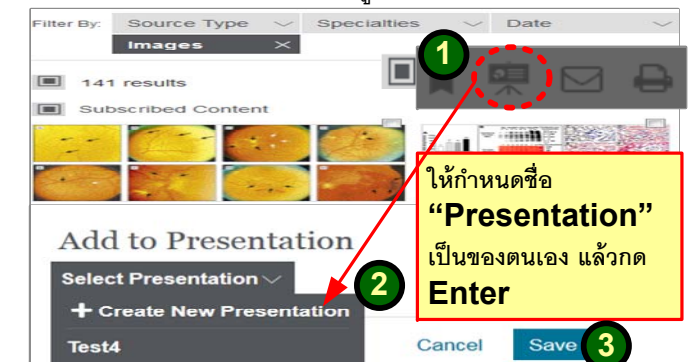 Filter By: Source Type Specialties Date
Images ×
1
141 results
Subscribed Content
ให้กำหนดชื่อ
“Presentation”
เป็นของตนเอง แล้วกด
Enter
Add to Presentation
Select Presentation
2
+ Create New Presentation
Test4
Cancel Save 3